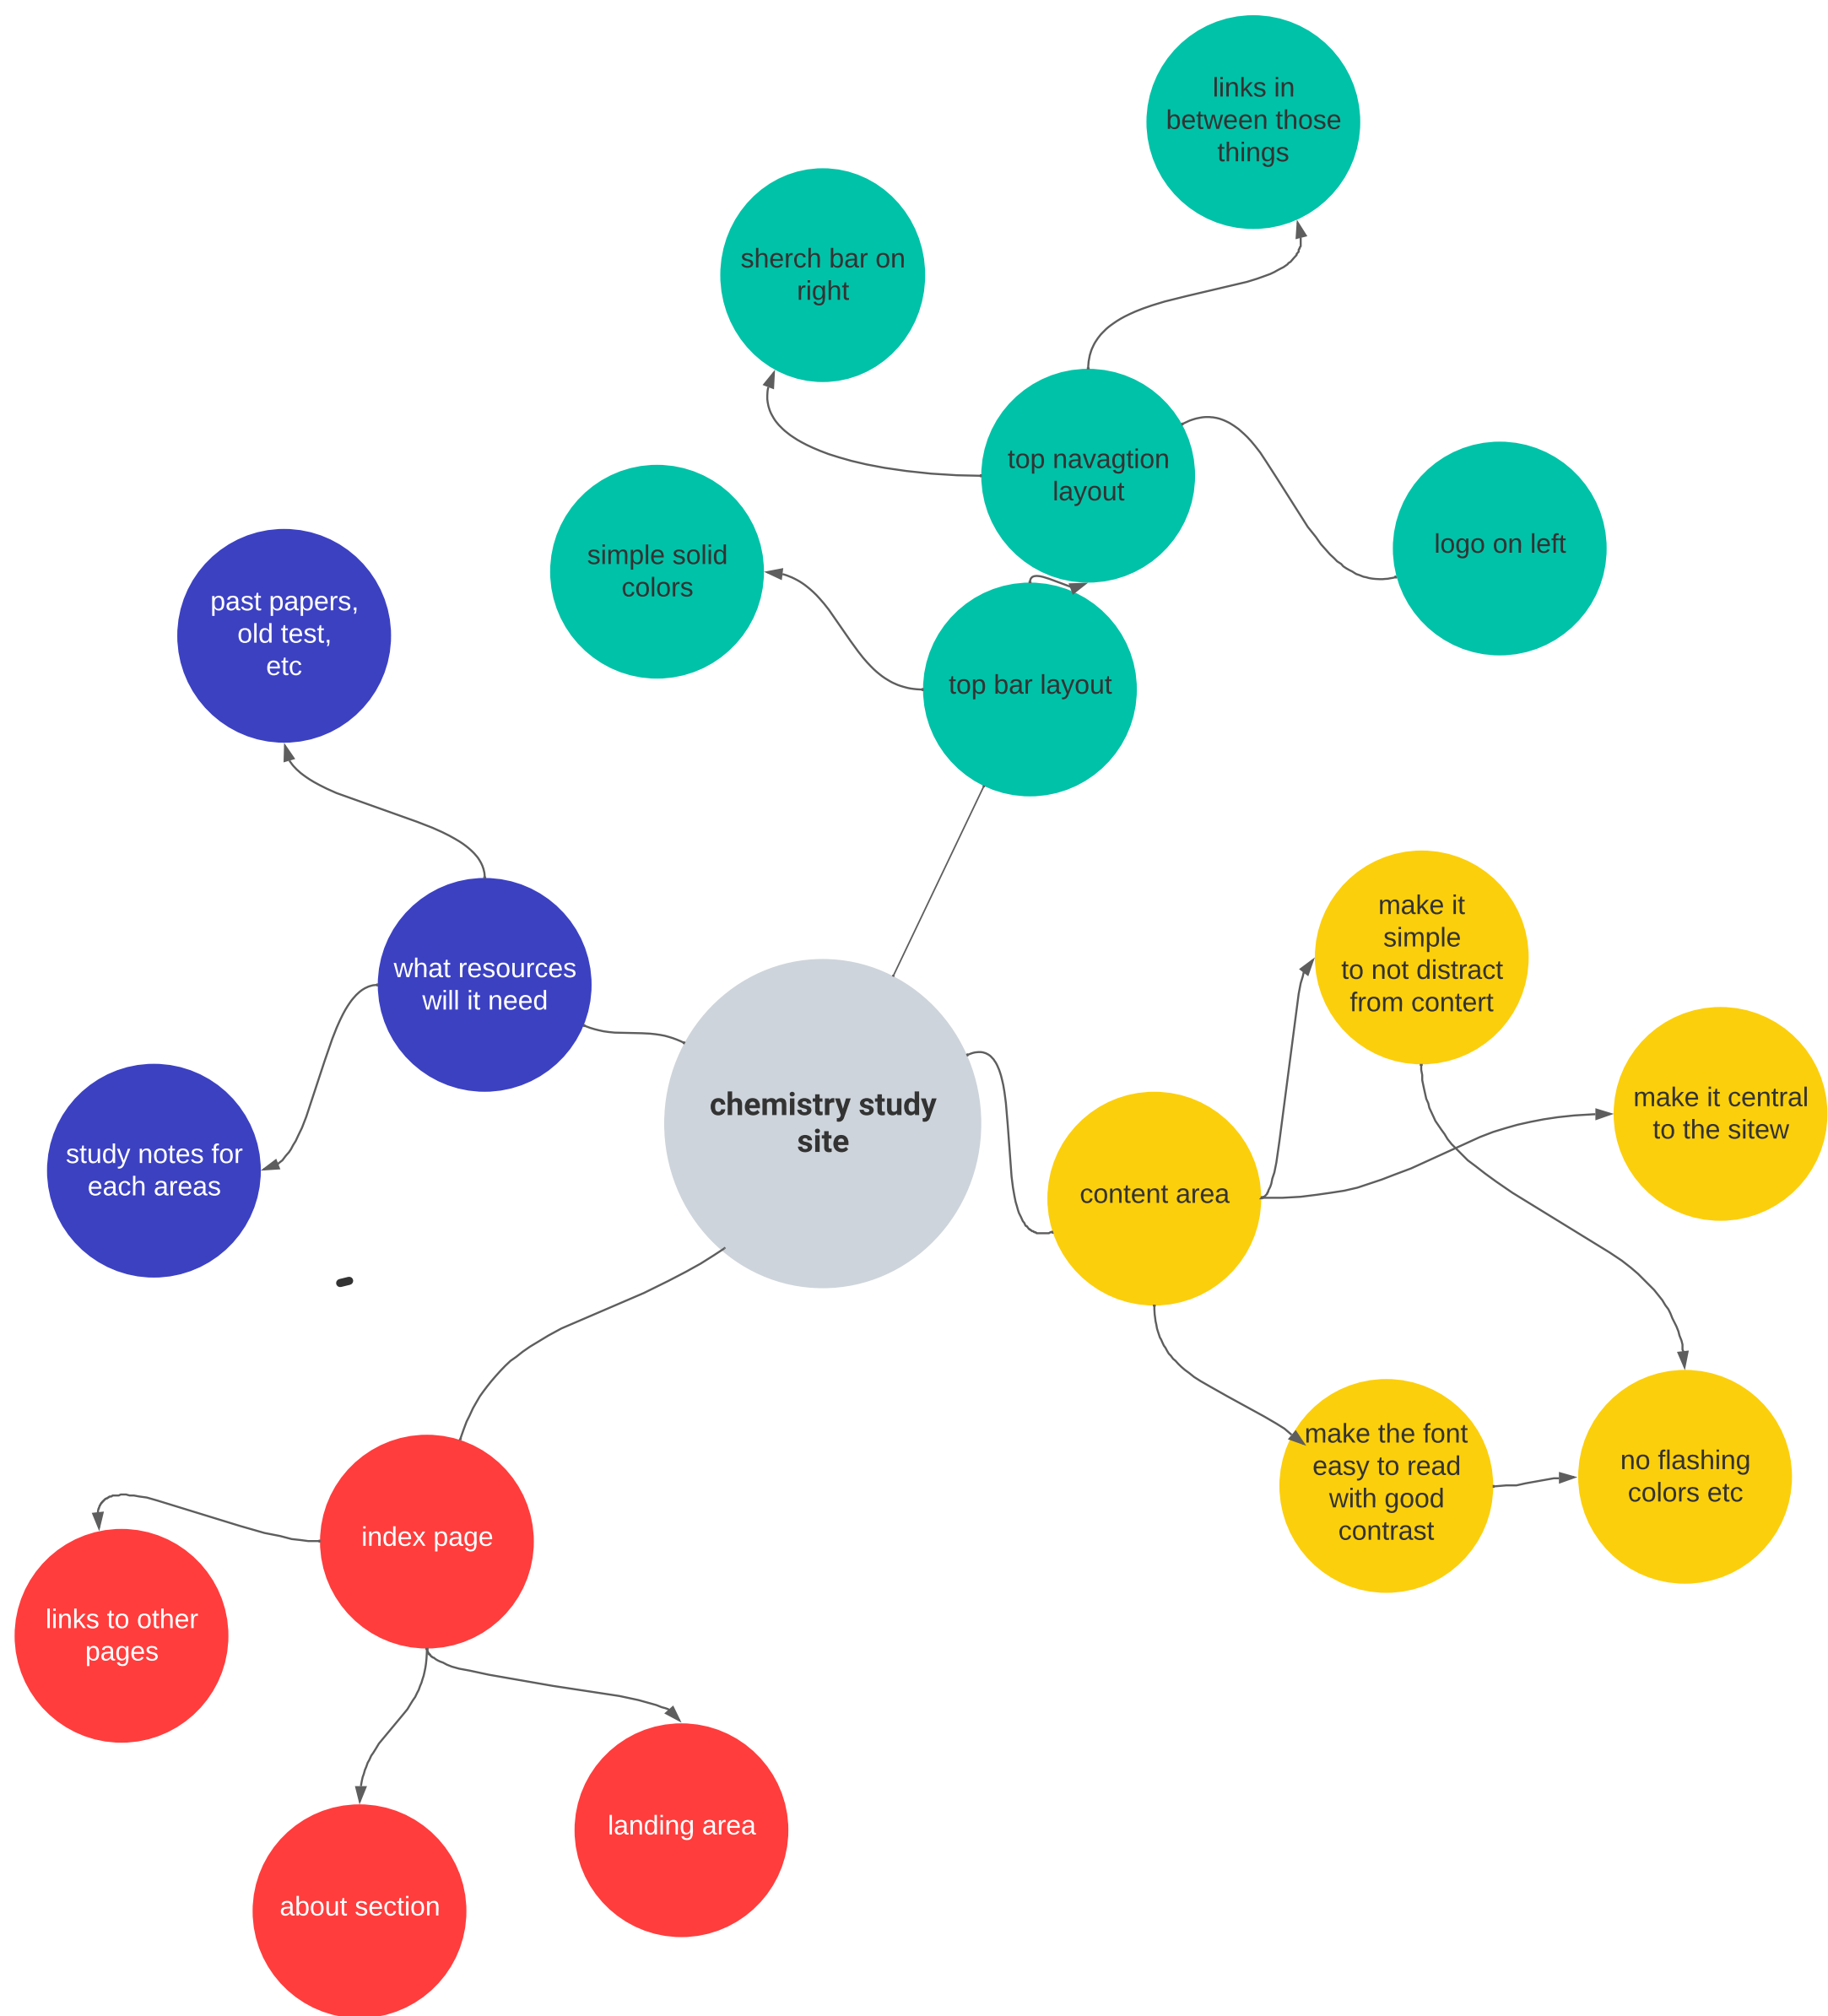 links in
between those
things
sherch bar on
right
top navagtion
layout
logo on left
simple solid
colors
top bar layout
past papers,
old test,
etc
what resources
will it need
study notes for
each areas
chemistry study
site
make it
simple
to not distract
from contert
make it central
to the sitew
content area
make the font
easy to read
with good
contrast
no flashing
colors etc
index page
links to other
pages
landing area
about section